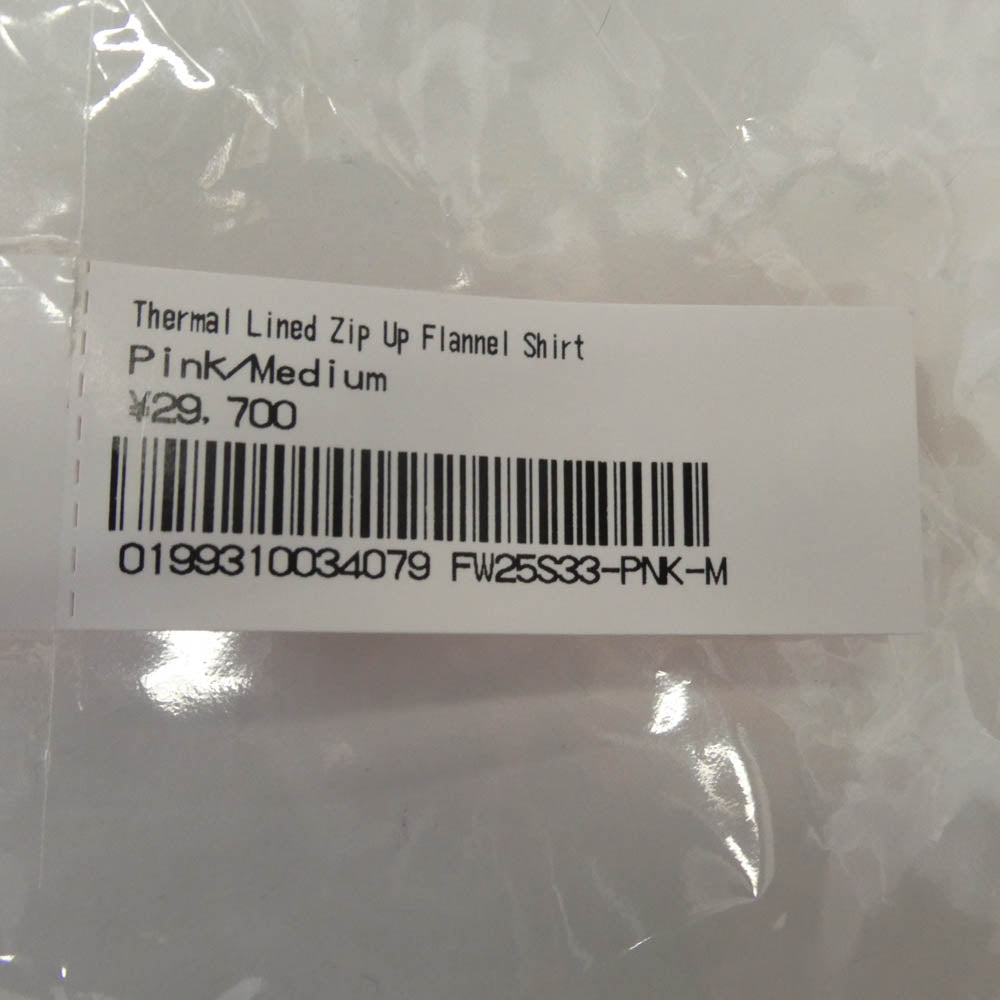 Thermal Lined Zip Up Flannel Shirt
Pink/Medium
¥29,700
0199310034079 FW25S33-PNK-M